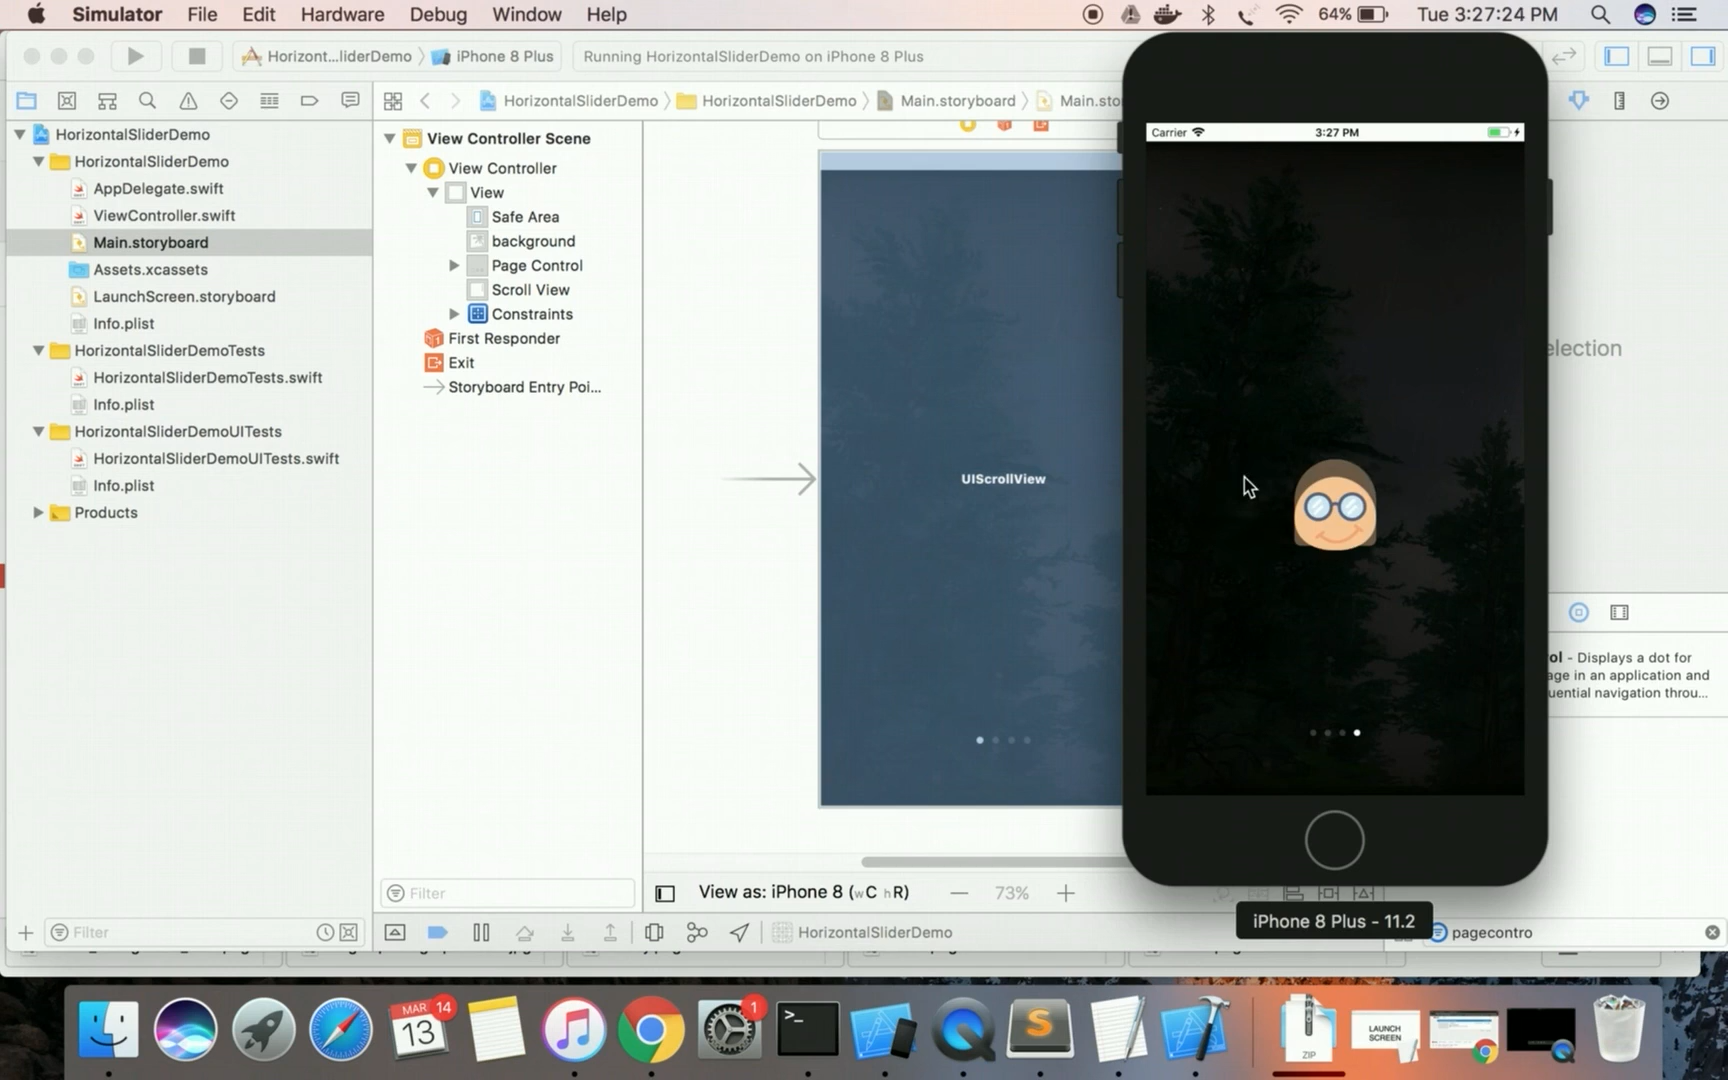 Simulator File Edit Hardware Debug Window Help 64% Tue 3:27:24 PM
Horizont...liderDemo iPhone 8 Plus Running HorizontalSliderDemo on iPhone 8 Plus
HorizontalSliderDemo HorizontalSliderDemo Main.storyboard Main.sto
HorizontalSliderDemo
HorizontalSliderDemo
AppDelegate.swift
ViewController.swift
Main.storyboard
Assets.xcassets
LaunchScreen.storyboard
Info.plist
HorizontalSliderDemoTests
HorizontalSliderDemoTests.swift
Info.plist
HorizontalSliderDemoUITests
HorizontalSliderDemoUITests.swift
Info.plist
Products
Filter
View Controller Scene
View Controller
View
Safe Area
background
Page Control
Scroll View
Constraints
First Responder
Exit
Storyboard Entry Poi...
Filter
UIScrollView
View as: iPhone 8 (wC hR) 73%
HorizontalSliderDemo
Carrier 3:27 PM
iPhone 8 Plus - 11.2
election
ol - Displays a dot for
age in an application and
uential navigation throu...
pagecontro
MAR 14
13
1
S
ZIP
LAUNCH
SCREEN